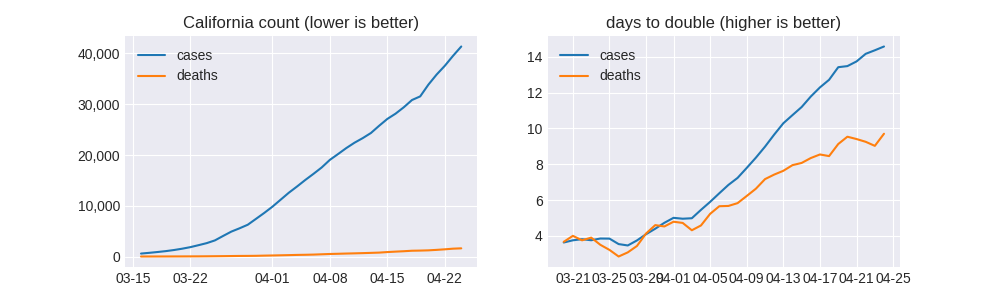 California count (lower is better)
cases
deaths
40,000
30,000
20,000
10,000
0
03-15 03-22 04-01 04-08 04-15 04-22
days to double (higher is better)
cases
deaths
14
12
10
8
6
4
03-21 03-25 03-29 04-01 04-05 04-09 04-13 04-17 04-21 04-25